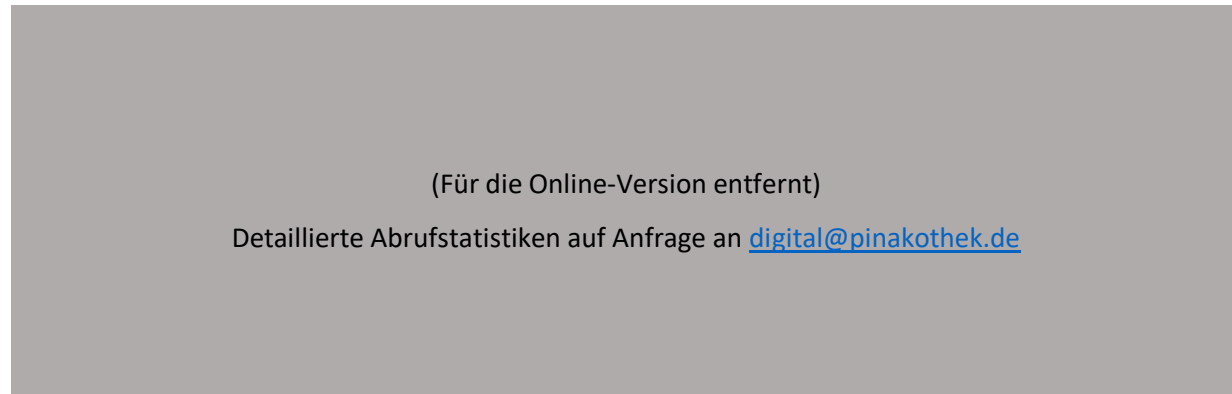 (Für die Online-Version entfernt)
Detaillierte Abrufstatistiken auf Anfrage an digital@pinakothek.de